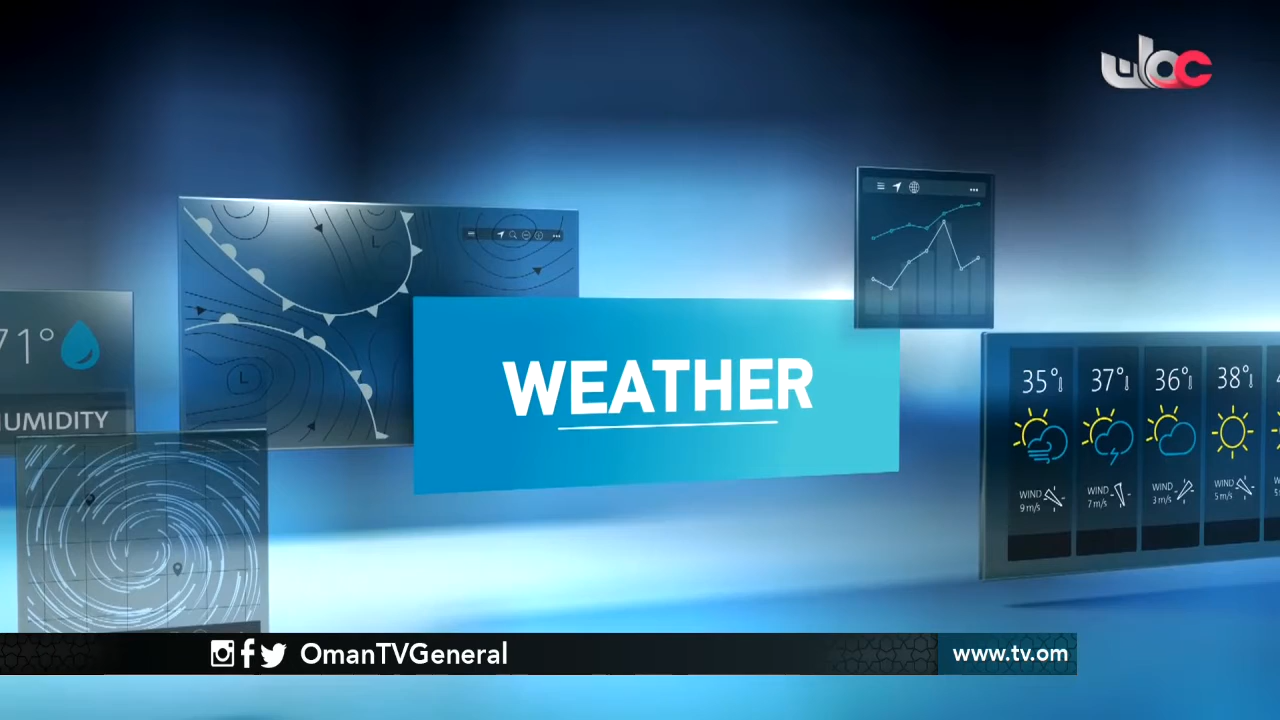 عمان
71°
HUMIDITY
L
L
WEATHER
35°
37°
36°
38°
WIND
9 m/s
WIND
7 m/s
WIND
3 m/s
WIND
5 m/s
OmanTVGeneral
www.tv.om